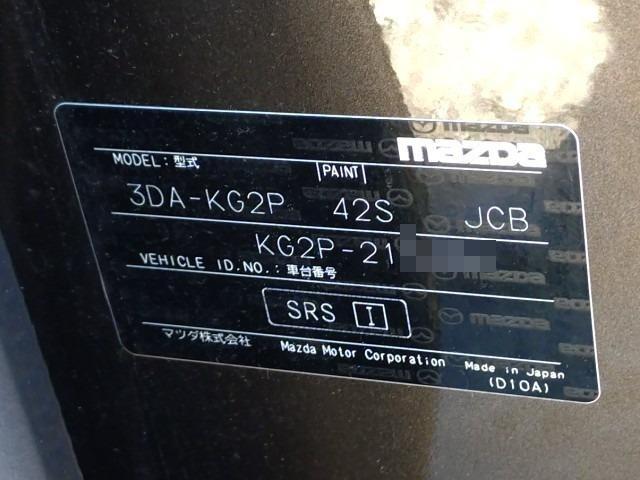 mazda
MODEL: 型式 PAINT
3DA-KG2P 42S JCB
KG2P-21
VEHICLE ID.NO.: 車台番号
SRS I
マツダ株式会社 Mazda Motor Corporation Made in Japan
(D10A)